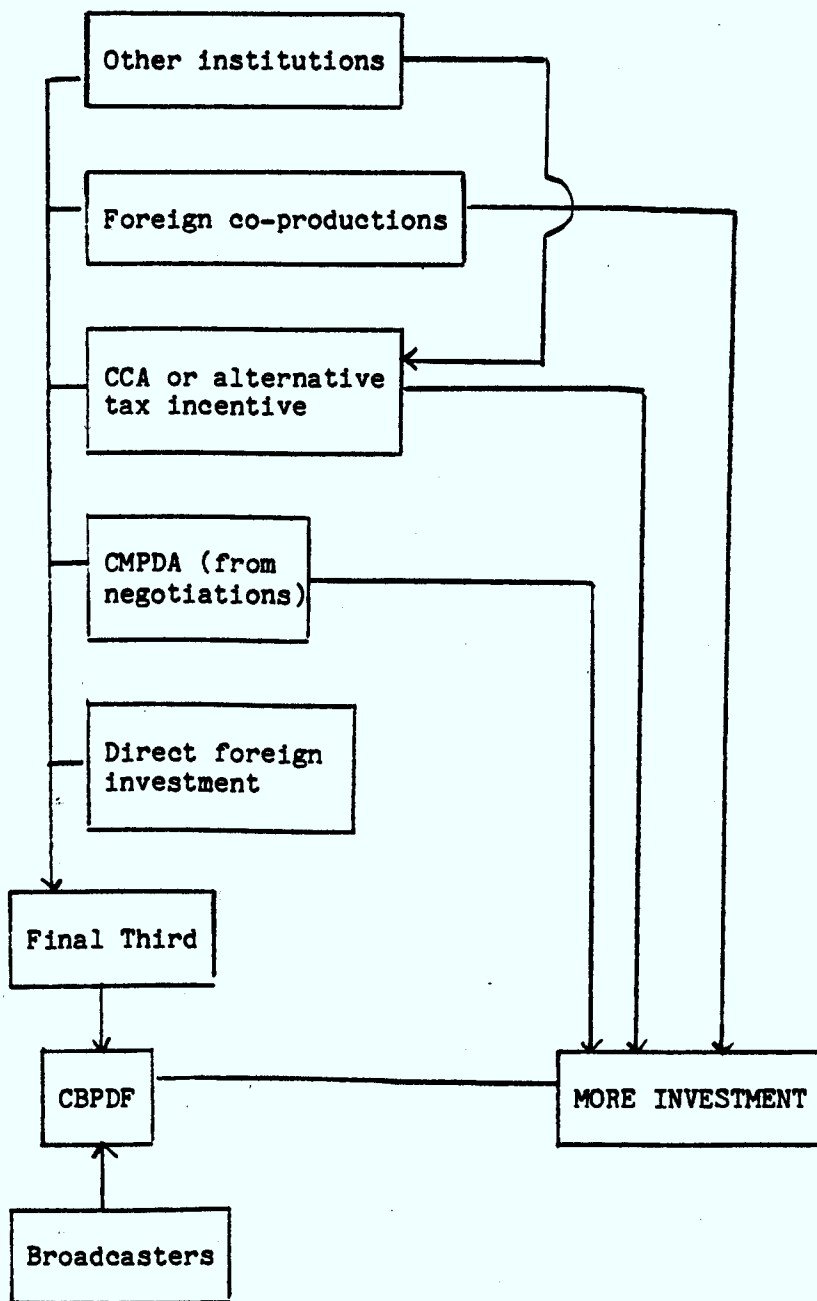 Other institutions
Foreign co-productions
CCA or alternative
tax incentive
CMPDA (from
negotiations)
Direct foreign
investment
Final Third
CBPDF
MORE INVESTMENT
Broadcasters